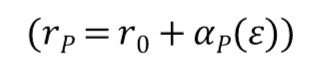 (r_P = r_0 + α_P(ε))